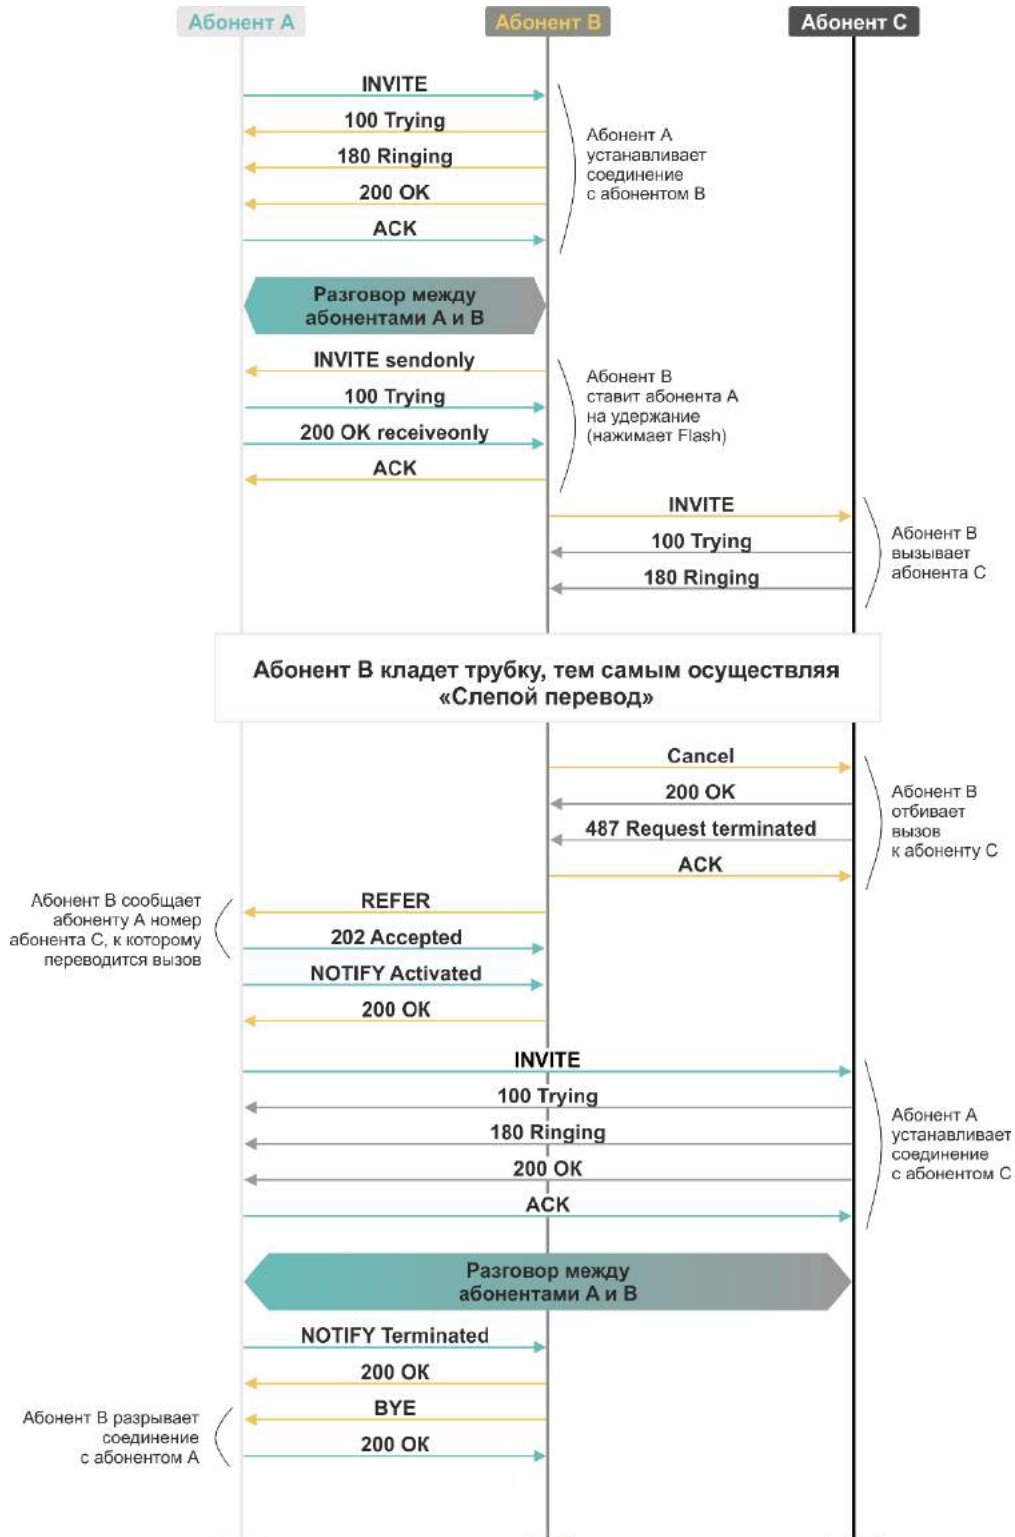 Абонент A
Абонент B
Абонент C
INVITE
100 Trying
180 Ringing
200 OK
ACK
Абонент A
устанавливает
соединение
с абонентом B
Разговор между
абонентами A и B
INVITE sendonly
100 Trying
200 OK receiveonly
ACK
Абонент B
ставит абонента A
на удержание
(нажимает Flash)
INVITE
100 Trying
180 Ringing
Абонент B
вызывает
абонента C
Абонент B кладет трубку, тем самым осуществляя
«Слепой перевод»
Cancel
200 OK
487 Request terminated
ACK
Абонент B
отбивает
вызов
к абоненту C
Абонент B сообщает
абоненту A номер
абонента C, к которому
переводится вызов
REFER
202 Accepted
NOTIFY Activated
200 OK
INVITE
100 Trying
180 Ringing
200 OK
ACK
Абонент A
устанавливает
соединение
с абонентом C
Разговор между
абонентами A и B
NOTIFY Terminated
200 OK
BYE
200 OK
Абонент B разрывает
соединение
с абонентом A